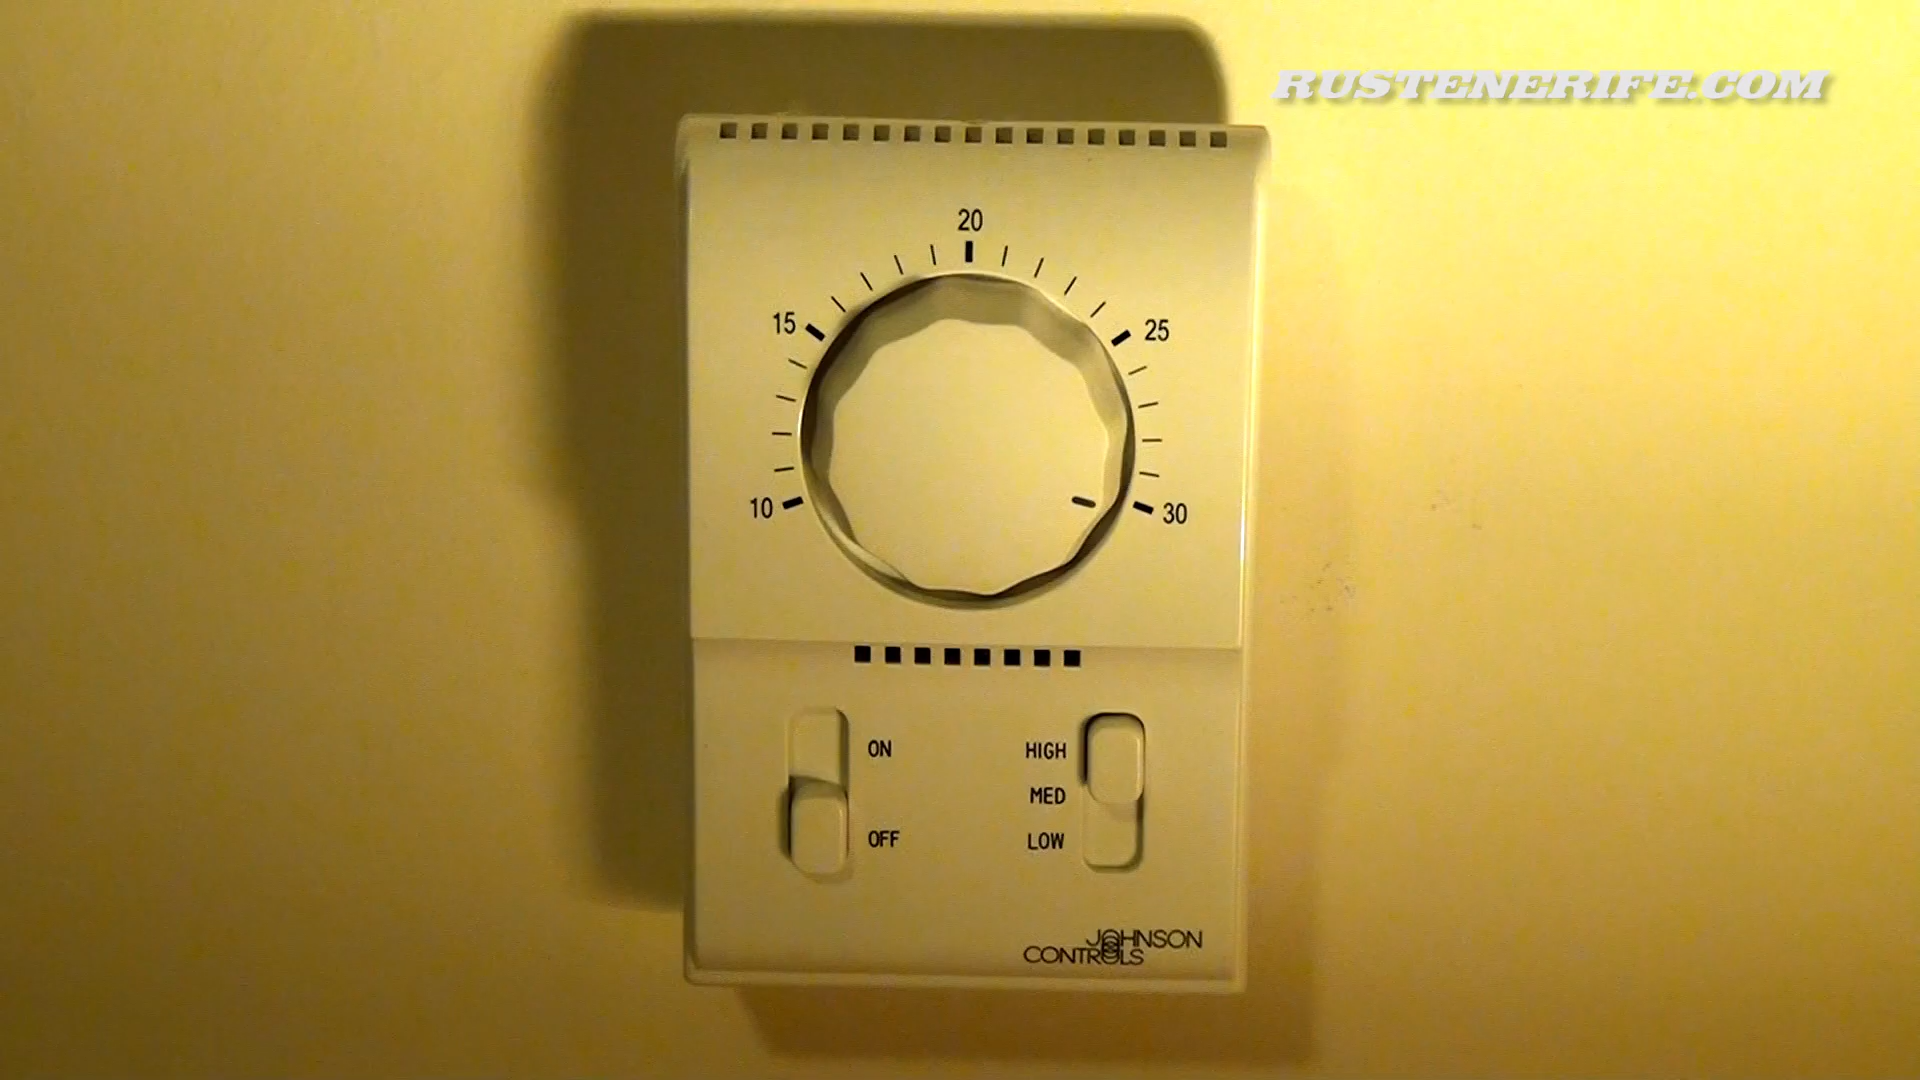 RUSTENERIFE.COM
20
15
25
10
30
ON
HIGH
MED
OFF
LOW
JOHNSON
CONTROLS